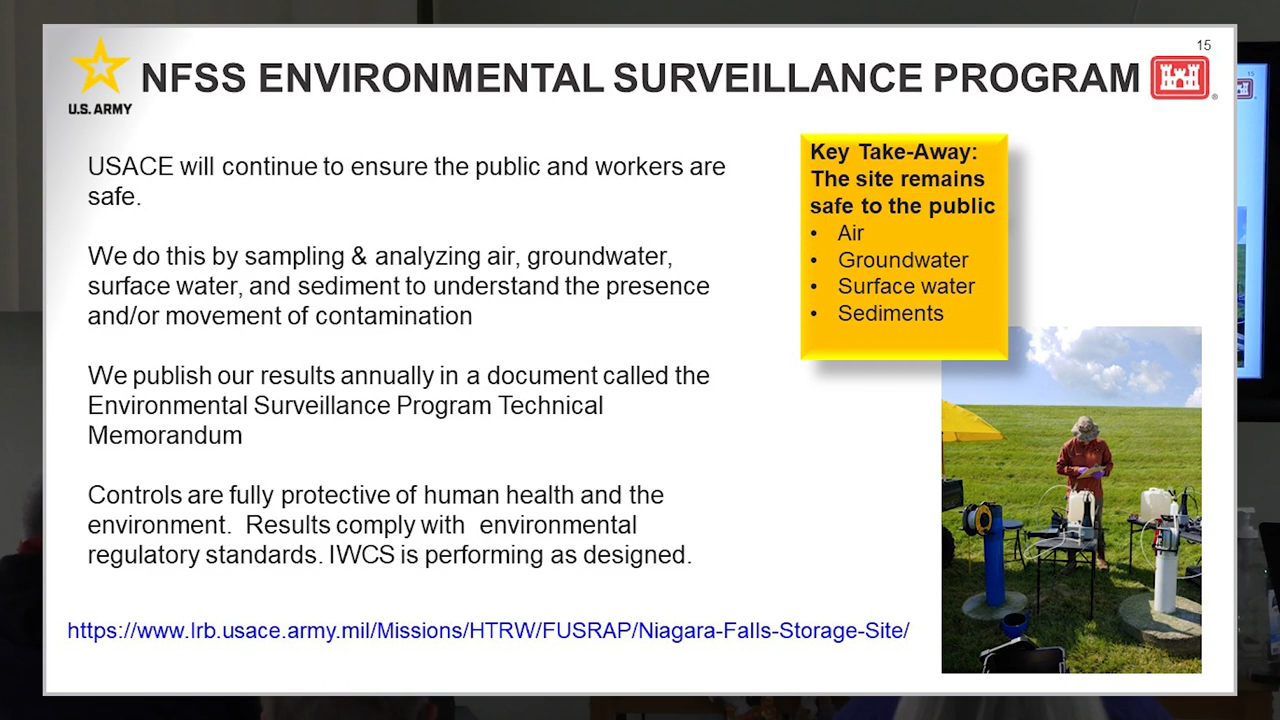 15
NFSS ENVIRONMENTAL SURVEILLANCE PROGRAM
U.S. ARMY
®
USACE will continue to ensure the public and workers are
safe.
We do this by sampling & analyzing air, groundwater,
surface water, and sediment to understand the presence
and/or movement of contamination
We publish our results annually in a document called the
Environmental Surveillance Program Technical
Memorandum
Controls are fully protective of human health and the
environment.  Results comply with  environmental
regulatory standards. IWCS is performing as designed.
https://www.lrb.usace.army.mil/Missions/HTRW/FUSRAP/Niagara-Falls-Storage-Site/
Key Take-Away:
The site remains
safe to the public
• Air
• Groundwater
• Surface water
• Sediments
15